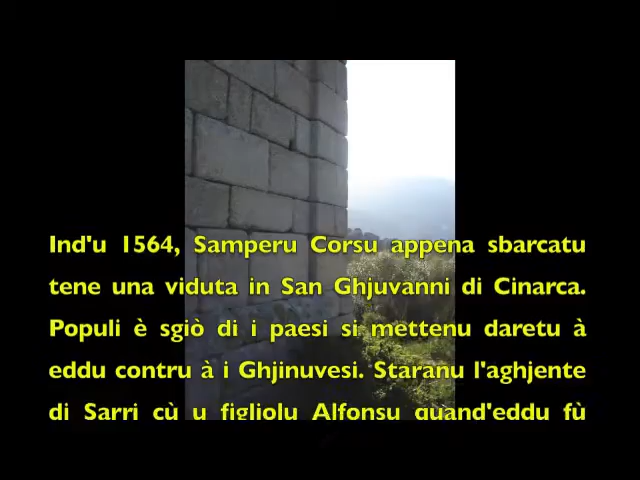 Ind'u 1564, Samperu Corsu appena sbarcatu
tene una viduta in San Ghjuvanni di Cinarca.
Populi è sgiò di i paesi si mettenu daretu à
eddu contru à i Ghjinuvesi. Staranu l'aghjente
di Sarri cù u figliolu Alfonsu quand'eddu fù